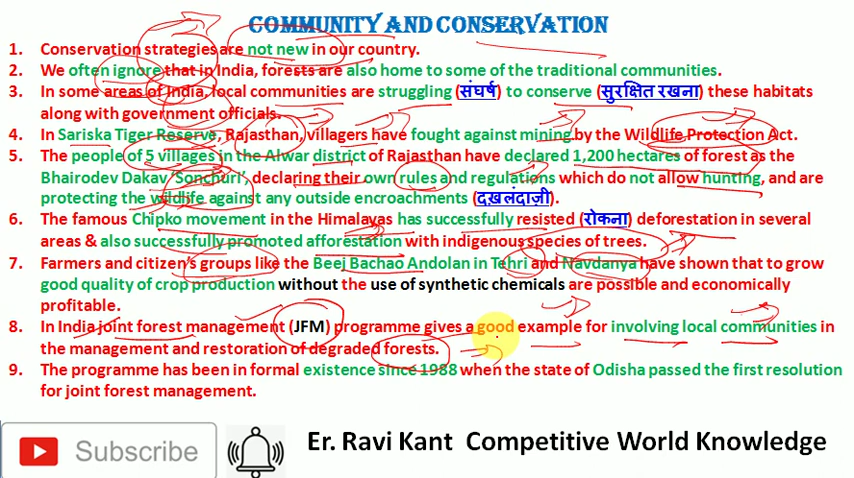 COMMUNITY AND CONSERVATION
1. Conservation strategies are not new in our country.
2. We often ignore that in India, forests are also home to some of the traditional communities.
3. In some areas of India, local communities are struggling (संघर्ष) to conserve (सुरक्षित रखना) these habitats
along with government officials.
4. In Sariska Tiger Reserve, Rajasthan, villagers have fought against mining by the Wildlife Protection Act.
5. The people of 5 villages in the Alwar district of Rajasthan have declared 1,200 hectares of forest as the
Bhairodev Dakav 'Sonchuri', declaring their own rules and regulations which do not allow hunting, and are
protecting the wildlife against any outside encroachments (दखलंदाज़ी).
6. The famous Chipko movement in the Himalayas has successfully resisted (रोकना) deforestation in several
areas & also successfully promoted afforestation with indigenous species of trees.
7. Farmers and citizen's groups like the Beej Bachao Andolan in Tehri and Navdanya have shown that to grow
good quality of crop production without the use of synthetic chemicals are possible and economically
profitable.
8. In India joint forest management (JFM) programme gives a good example for involving local communities in
the management and restoration of degraded forests.
9. The programme has been in formal existence since 1988 when the state of Odisha passed the first resolution
for joint forest management.
Subscribe
Er. Ravi Kant Competitive World Knowledge